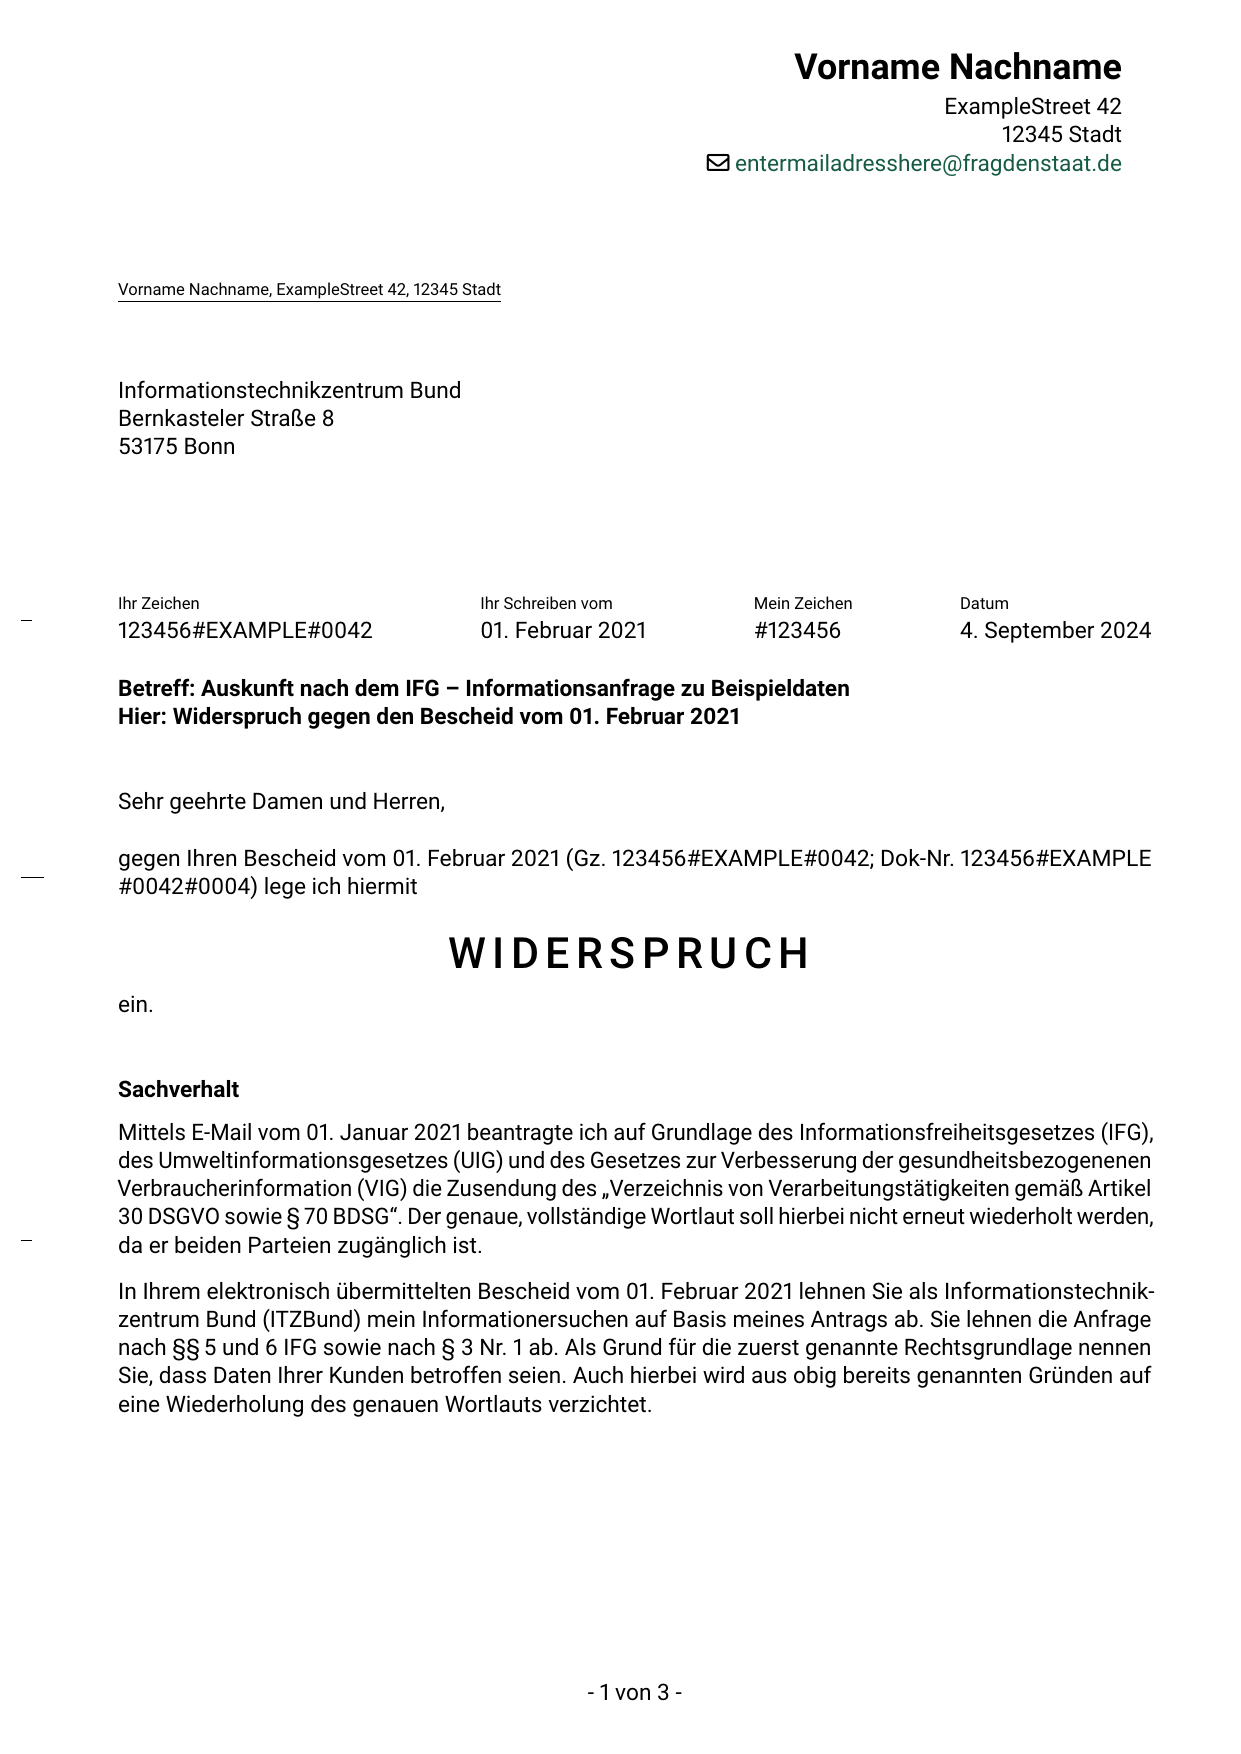 Vorname Nachname
ExampleStreet 42
12345 Stadt
entermailadresshere@fragdenstaat.de
Vorname Nachname, ExampleStreet 42, 12345 Stadt
Informationstechnikzentrum Bund
Bernkasteler Straße 8
53175 Bonn
Ihr Zeichen Ihr Schreiben vom Mein Zeichen Datum
123456#EXAMPLE#0042 01. Februar 2021 #123456 4. September 2024
Betreff: Auskunft nach dem IFG – Informationsanfrage zu Beispieldaten
Hier: Widerspruch gegen den Bescheid vom 01. Februar 2021
Sehr geehrte Damen und Herren,
gegen Ihren Bescheid vom 01. Februar 2021 (Gz. 123456#EXAMPLE#0042; Dok-Nr. 123456#EXAMPLE
#0042#0004) lege ich hiermit
WIDERSPRUCH
ein.
Sachverhalt
Mittels E-Mail vom 01. Januar 2021 beantragte ich auf Grundlage des Informationsfreiheitsgesetzes (IFG),
des Umweltinformationsgesetzes (UIG) und des Gesetzes zur Verbesserung der gesundheitsbezogenenen
Verbraucherinformation (VIG) die Zusendung des „Verzeichnis von Verarbeitungstätigkeiten gemäß Artikel
30 DSGVO sowie § 70 BDSG“. Der genaue, vollständige Wortlaut soll hierbei nicht erneut wiederholt werden,
da er beiden Parteien zugänglich ist.
In Ihrem elektronisch übermittelten Bescheid vom 01. Februar 2021 lehnen Sie als Informationstechnik-
zentrum Bund (ITZBund) mein Informationersuchen auf Basis meines Antrags ab. Sie lehnen die Anfrage
nach §§ 5 und 6 IFG sowie nach § 3 Nr. 1 ab. Als Grund für die zuerst genannte Rechtsgrundlage nennen
Sie, dass Daten Ihrer Kunden betroffen seien. Auch hierbei wird aus obig bereits genannten Gründen auf
eine Wiederholung des genauen Wortlauts verzichtet.
- 1 von 3 -